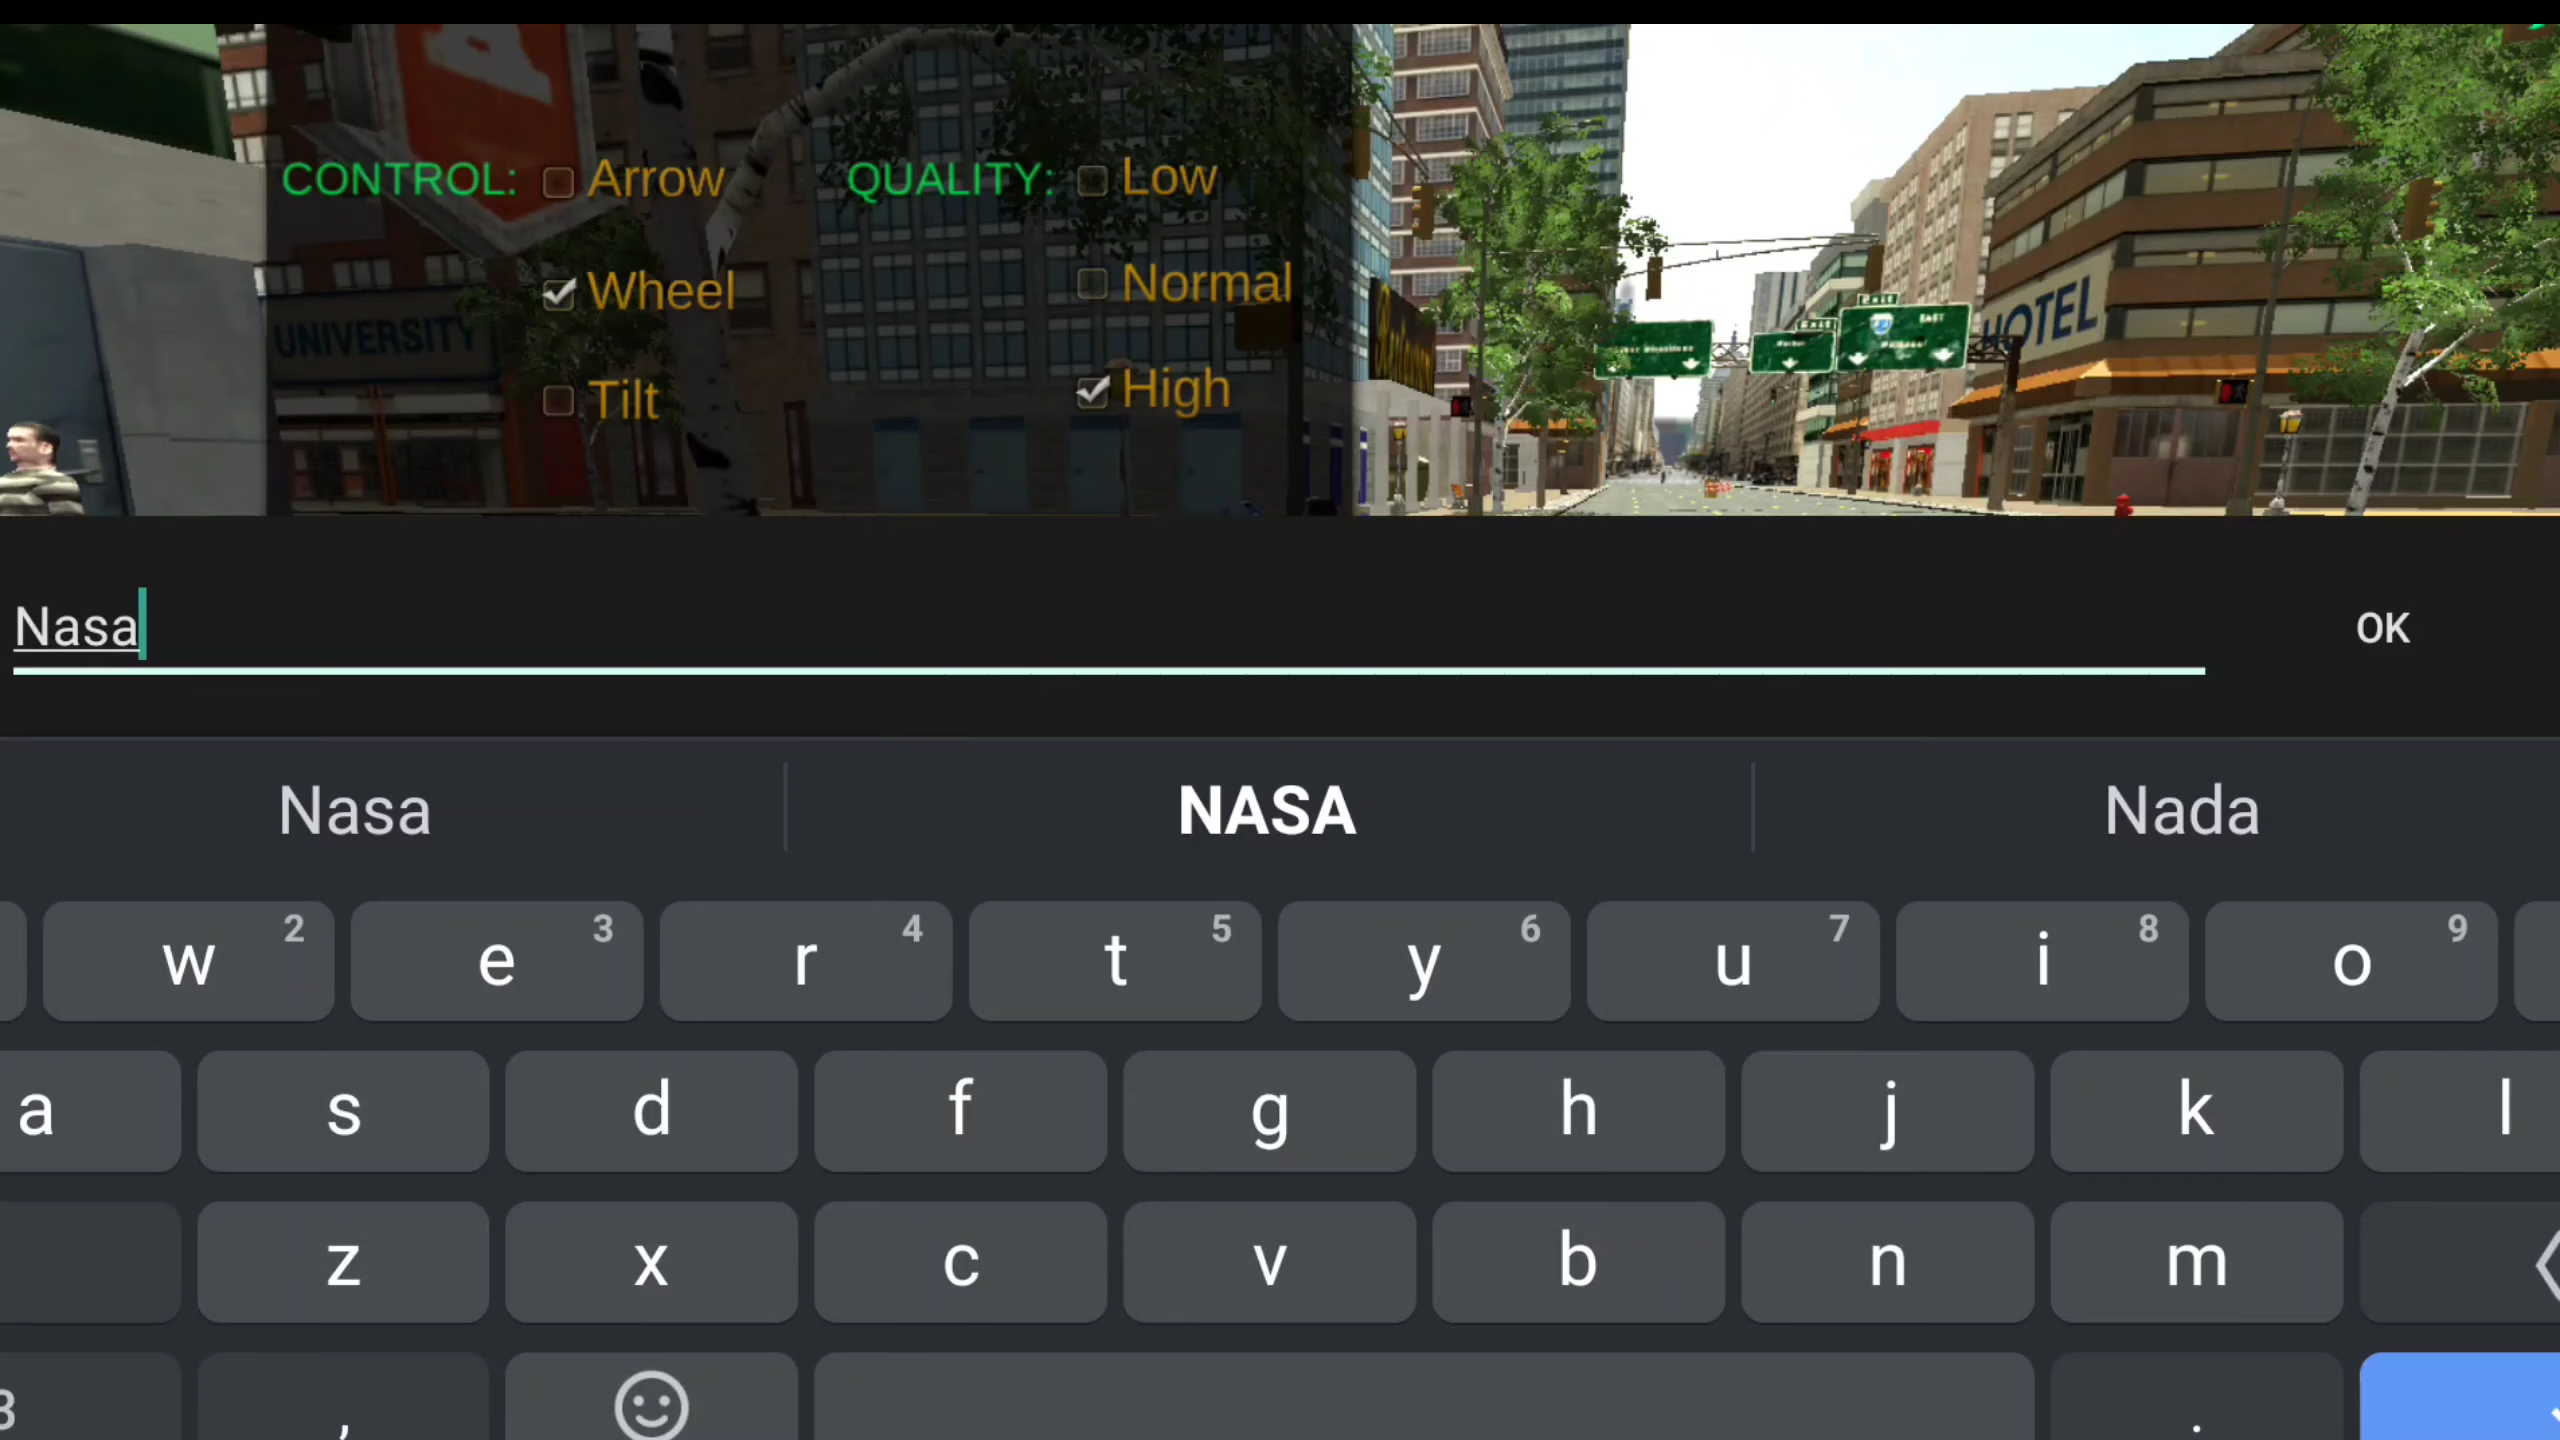 CONTROL: Arrow QUALITY: Low
Wheel Normal
Tilt High
UNIVERSITY
HOTEL
Nasa OK
Nasa NASA Nada
w 2 e 3 r 4 t 5 y 6 u 7 i 8 o 9
a s d f g h j k l
z x c v b n m
, .